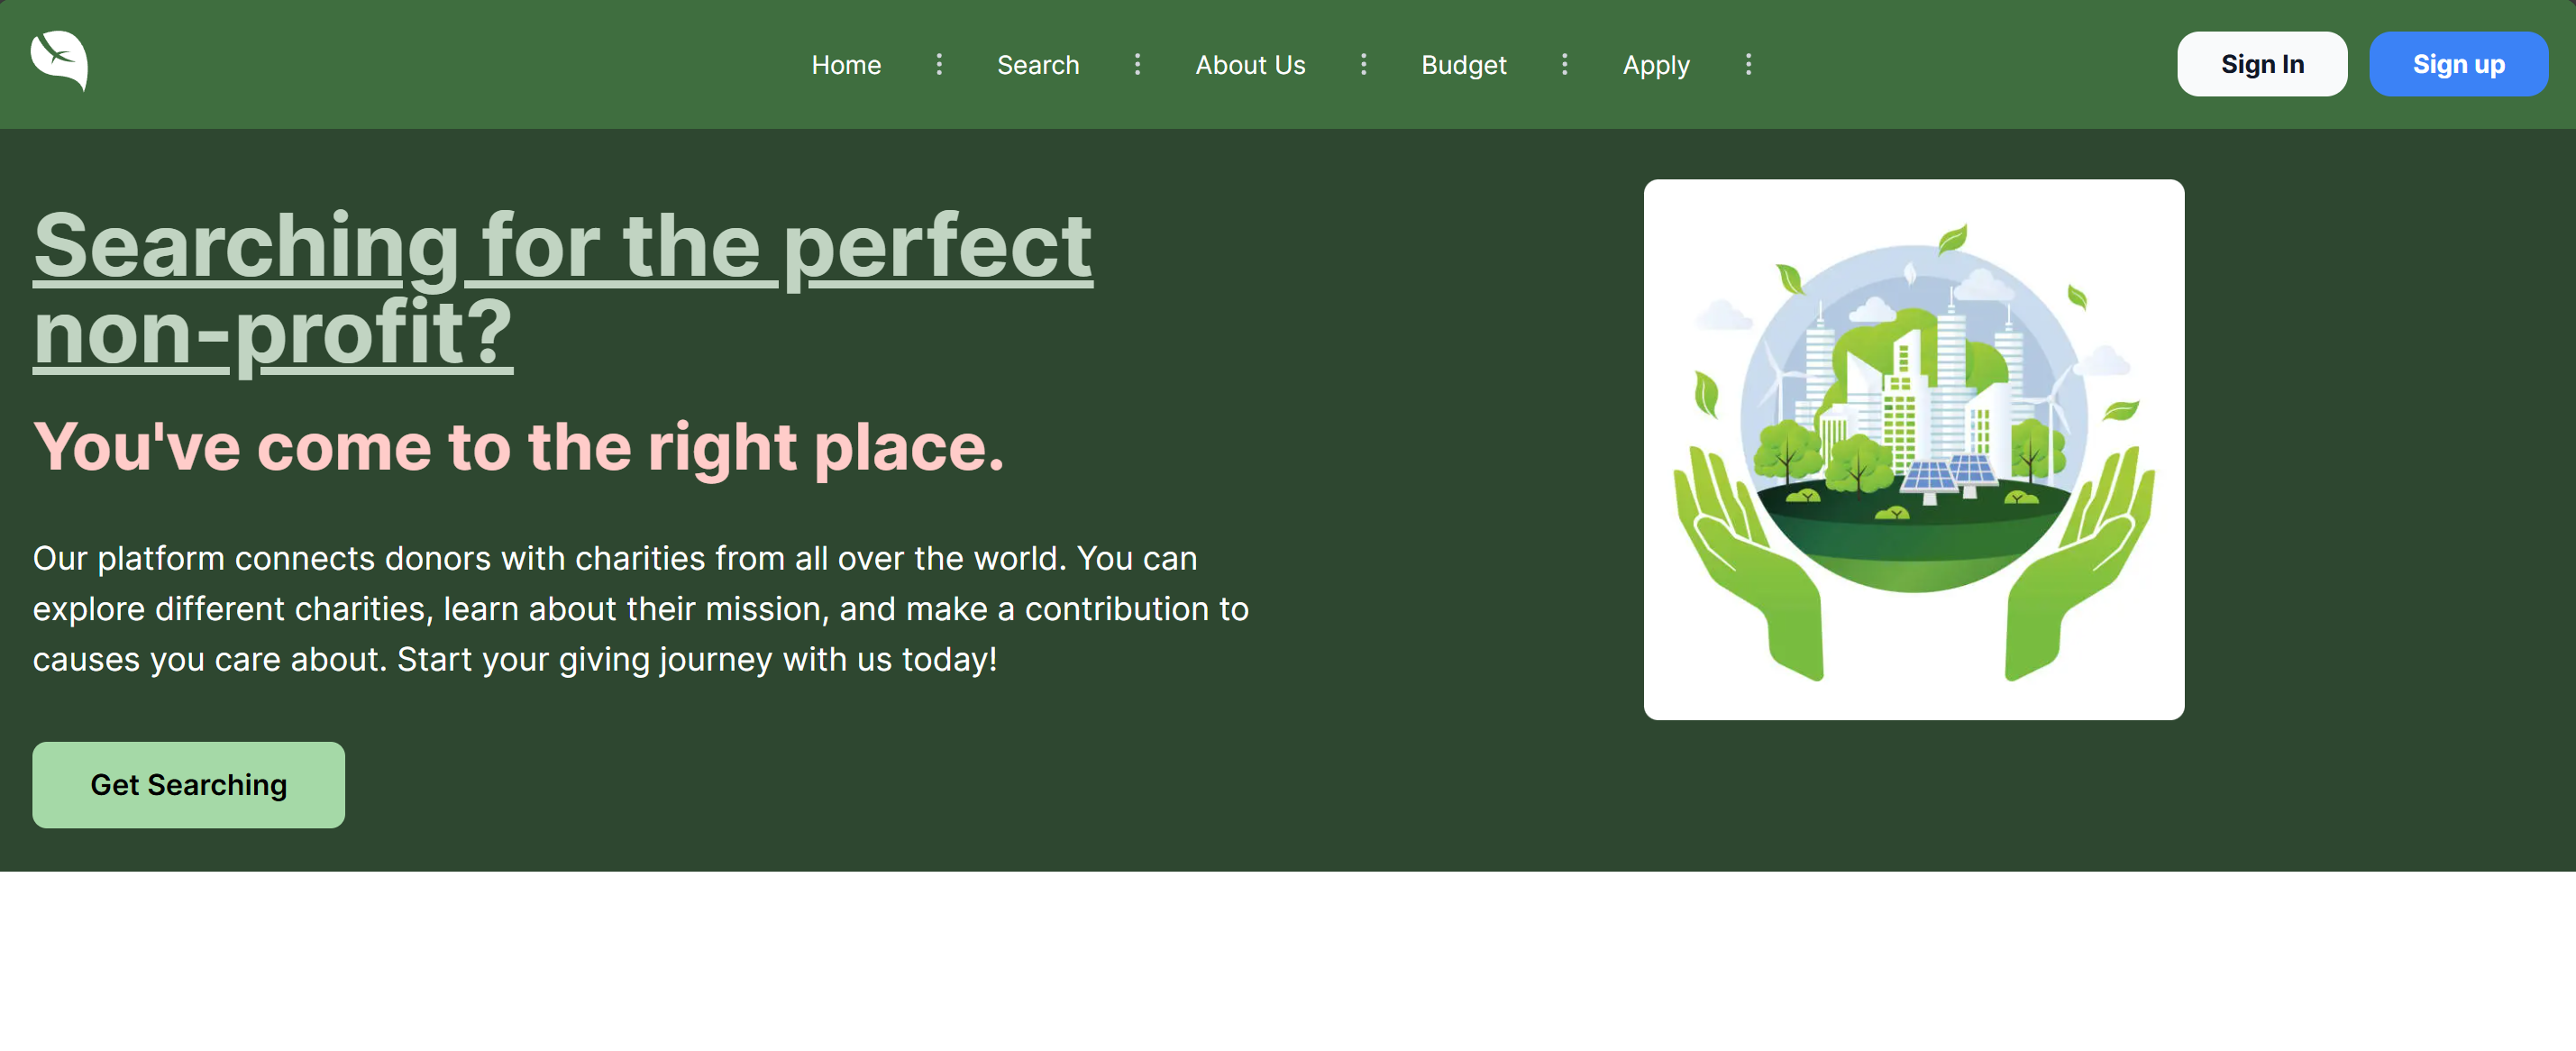 Home
Search
About Us
Budget
Apply
Sign In
Sign up
Searching for the perfect
non-profit?
You've come to the right place.
Our platform connects donors with charities from all over the world. You can
explore different charities, learn about their mission, and make a contribution to
causes you care about. Start your giving journey with us today!
Get Searching